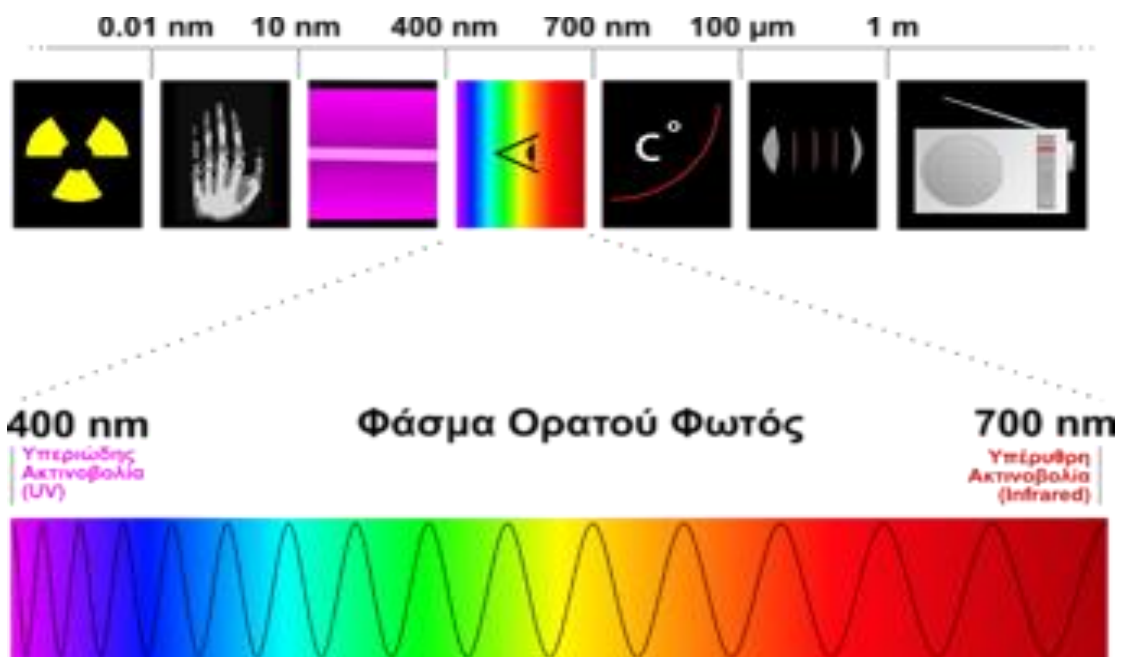 0.01 nm 10 nm 400 nm 700 nm 100 µm 1 m
C°
400 nm Φάσμα Ορατού Φωτός 700 nm
Υπεριώδης
Ακτινοβολία
(UV)
Υπέρυθρη
Ακτινοβολία
(Infrared)